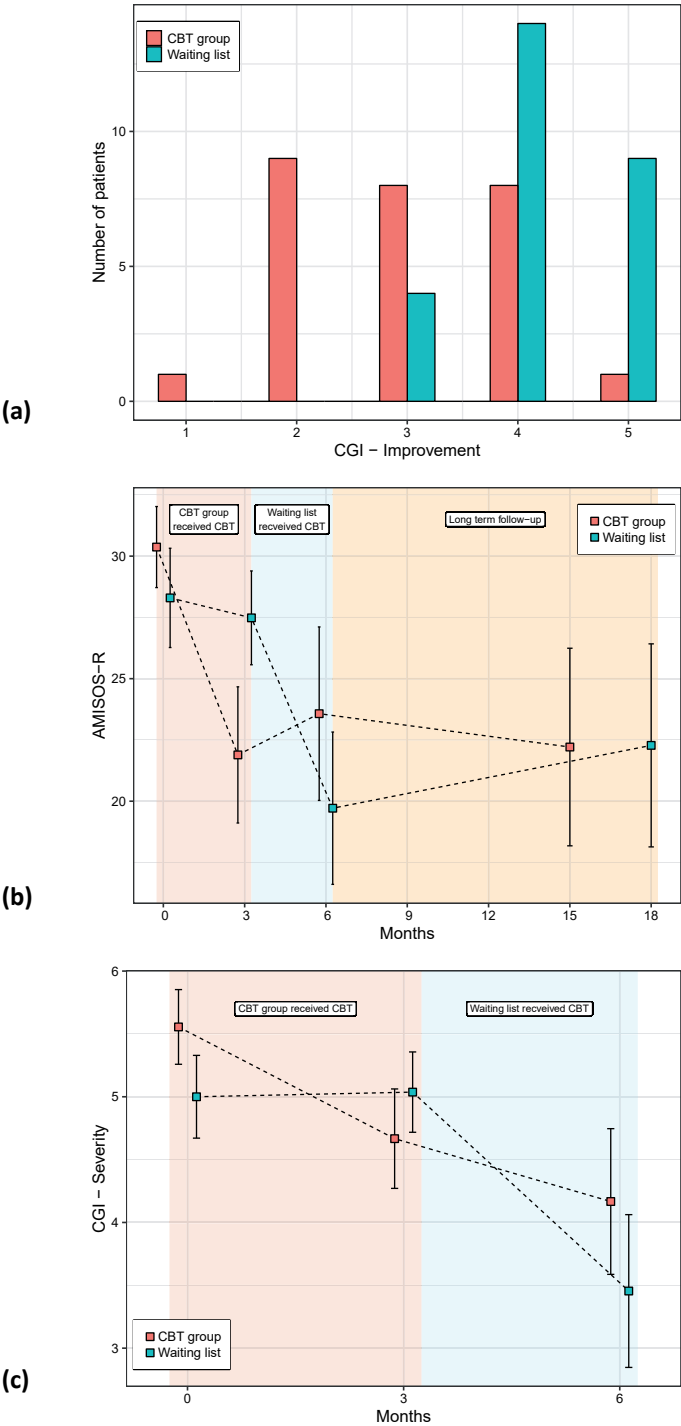 CBT group
Waiting list
10
5
0
Number of patients
1 2 3 4 5
CGI − Improvement
(a)
CBT group
received CBT
Waiting list
recveived CBT
Long term follow−up
CBT group
Waiting list
30
25
20
AMISOS−R
0 3 6 9 12 15 18
Months
(b)
CBT group received CBT
Waiting list recveived CBT
6
5
4
3
CGI − Severity
CBT group
Waiting list
0 3 6
Months
(c)